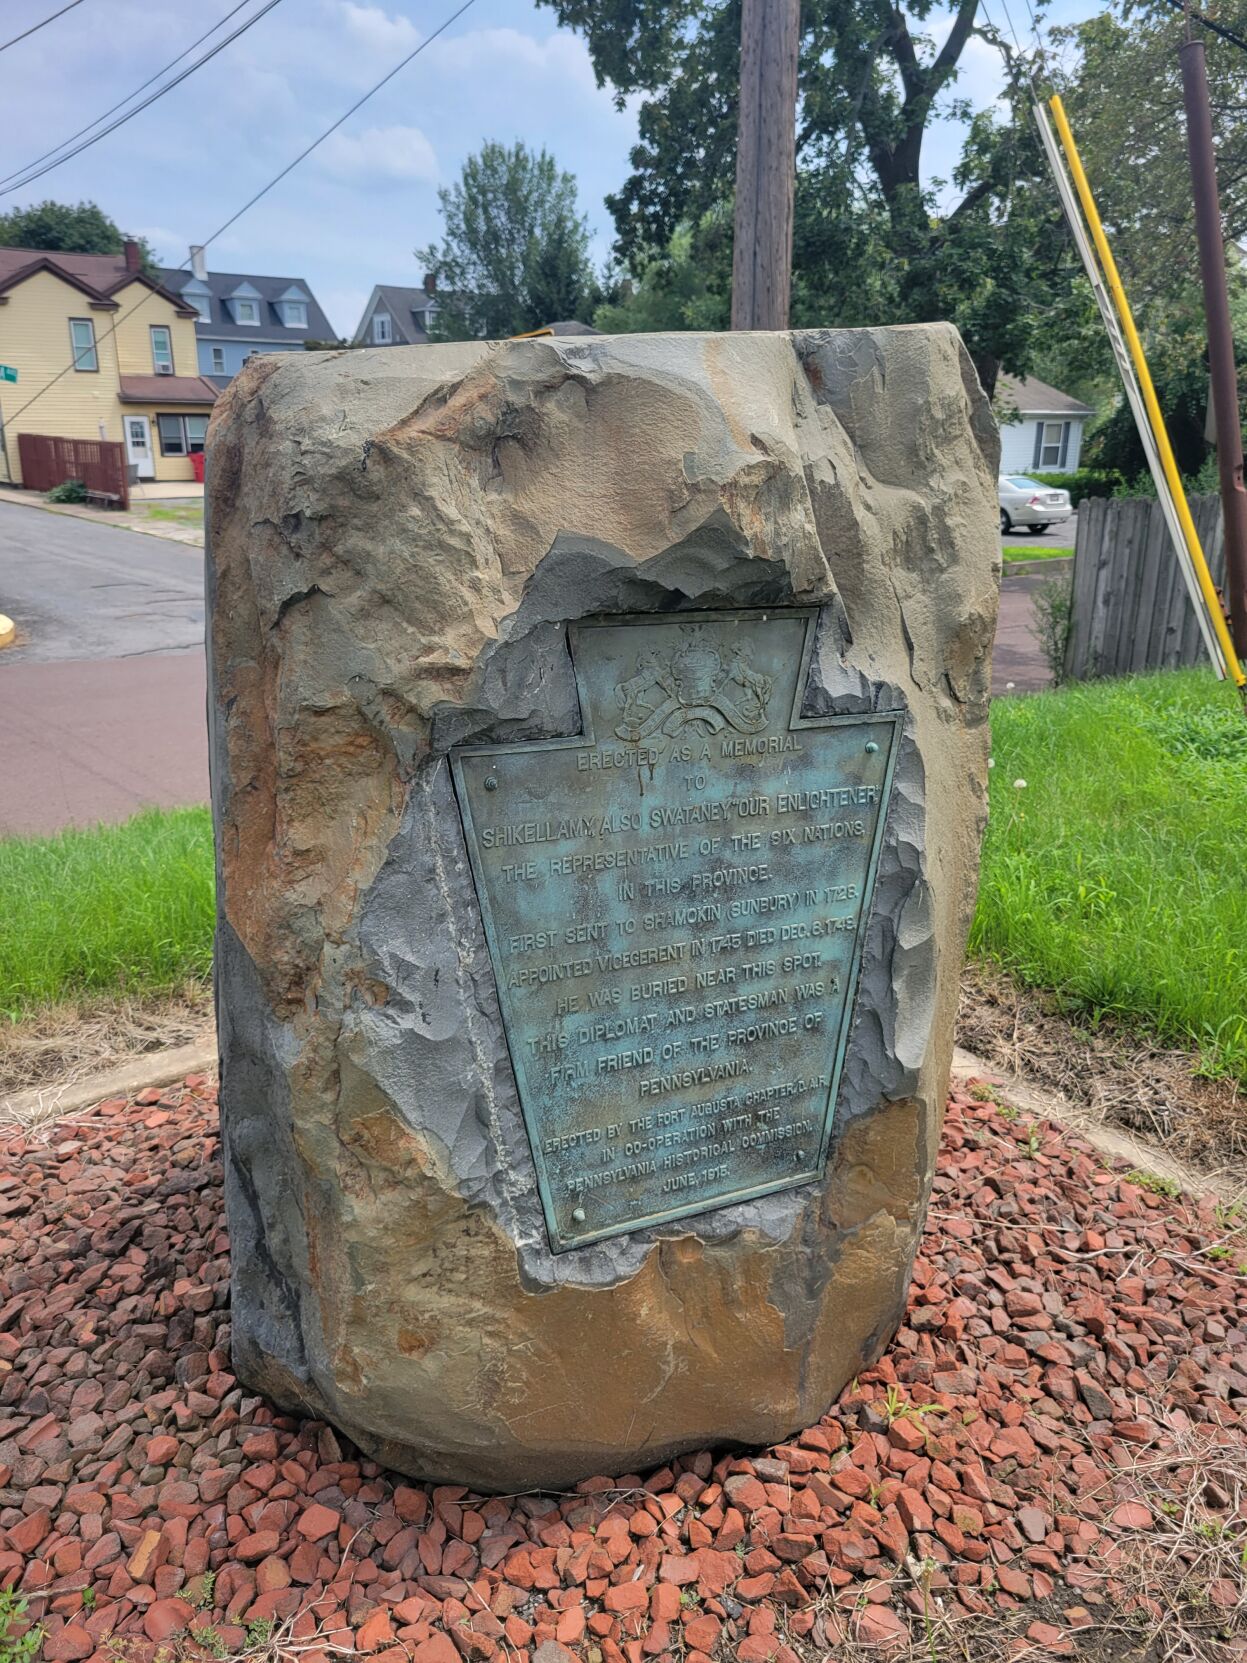 ERECTED AS A MEMORIAL
TO
SHIKELLAMY, ALSO SWATANEY, "OUR ENLIGHTENER"
THE REPRESENTATIVE OF THE SIX NATIONS,
IN THIS PROVINCE.
FIRST SENT TO SHAMOKIN (SUNBURY) IN 1728,
APPOINTED VICEGERENT IN 1745 DIED DEC. 6, 1748,
HE WAS BURIED NEAR THIS SPOT.
THIS DIPLOMAT AND STATESMAN WAS A
FIRM FRIEND OF THE PROVINCE OF
PENNSYLVANIA.
ERECTED BY THE FORT AUGUSTA CHAPTER, D.A.R.
IN CO-OPERATION WITH THE
PENNSYLVANIA HISTORICAL COMMISSION.
JUNE, 1915.